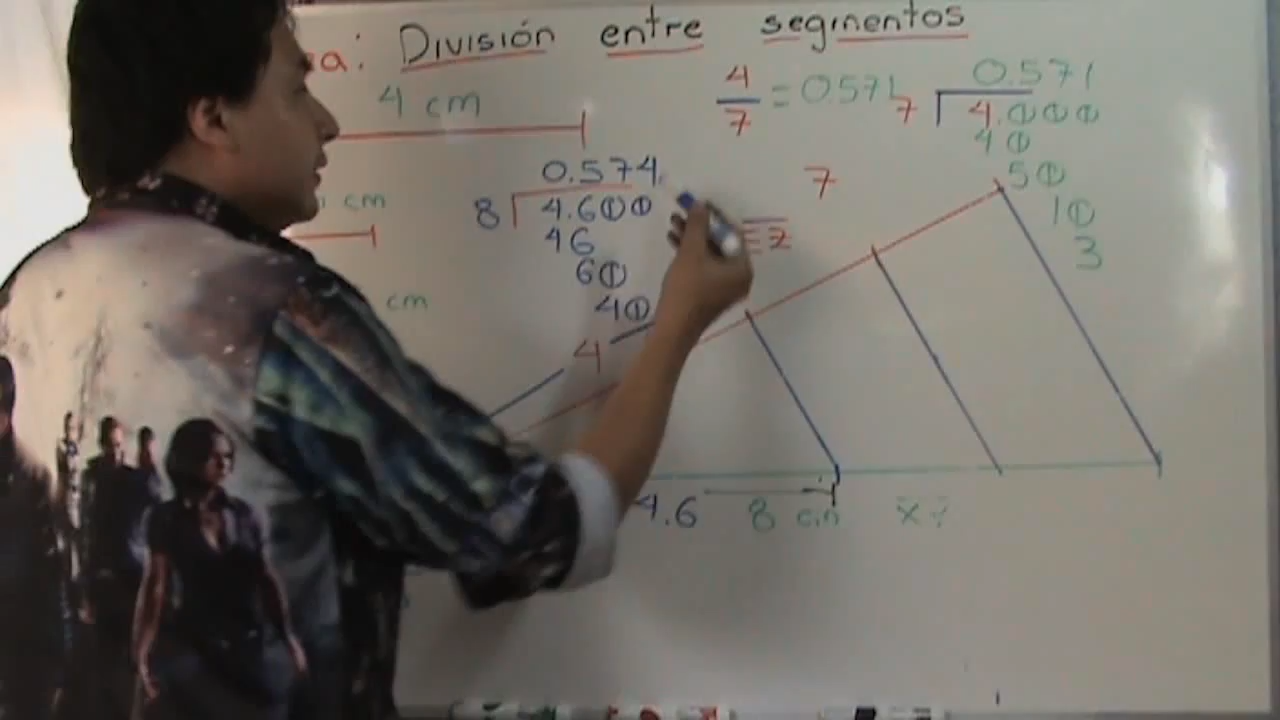 División entre segmentos
4 cm
4/7 = 0.571
0.571
7 4.000
40
50
10
3
0.574
8 4.600
46
60
40
7
cm
cm
4
4.6 8 cm